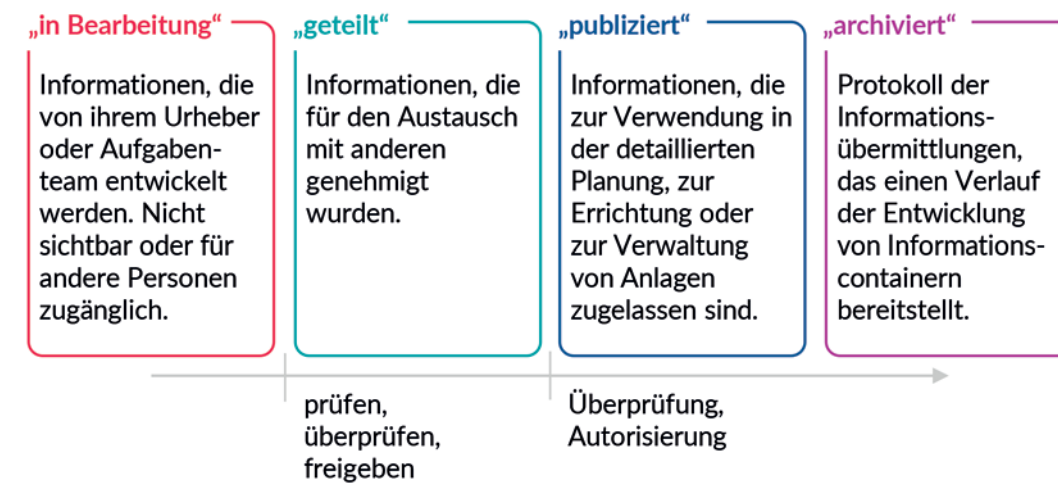 „in Bearbeitung“
Informationen, die
von ihrem Urheber
oder Aufgaben-
team entwickelt
werden. Nicht
sichtbar oder für
andere Personen
zugänglich.
„geteilt“
Informationen, die
für den Austausch
mit anderen
genehmigt
wurden.
„publiziert“
Informationen, die
zur Verwendung in
der detaillierten
Planung, zur
Errichtung oder
zur Verwaltung
von Anlagen
zugelassen sind.
„archiviert“
Protokoll der
Informations-
übermittlungen,
das einen Verlauf
der Entwicklung
von Informations-
containern
bereitstellt.
prüfen,
überprüfen,
freigeben
Überprüfung,
Autorisierung